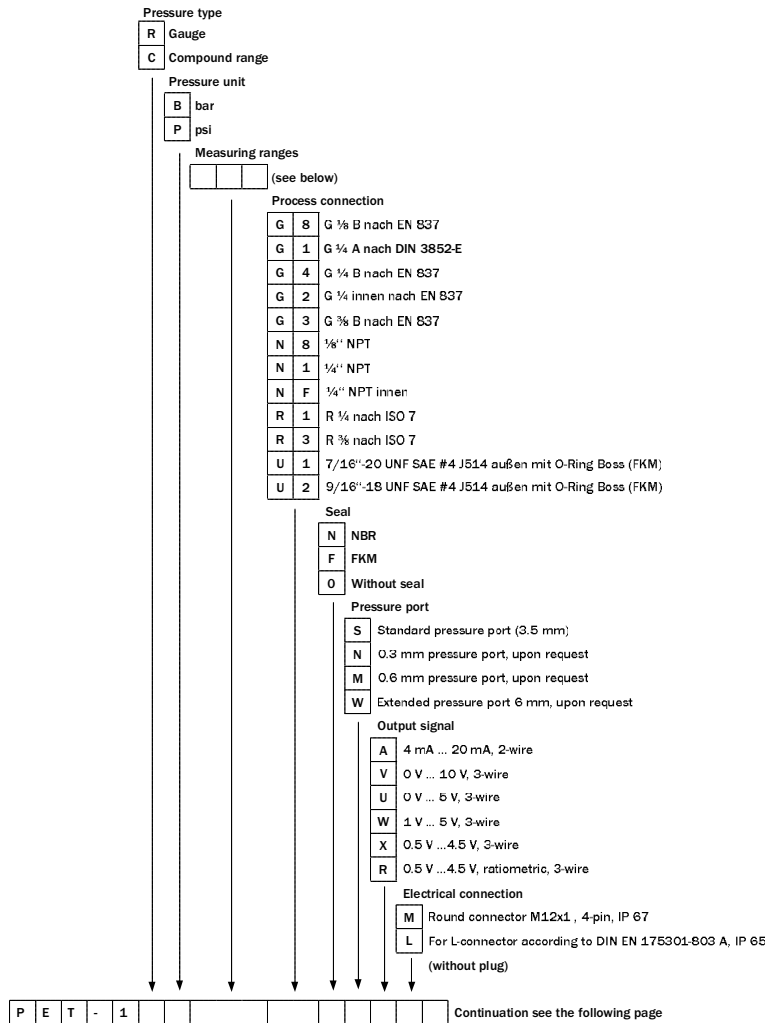 Pressure type
R Gauge
C Compound range
Pressure unit
B bar
P psi
Measuring ranges
(see below)
Process connection
G 8 G ⅛ B nach EN 837
G 1 G ¼ A nach DIN 3852-E
G 4 G ¼ B nach EN 837
G 2 G ¼ innen nach EN 837
G 3 G ⅜ B nach EN 837
N 8 ⅛“ NPT
N 1 ¼“ NPT
N F ¼“ NPT innen
R 1 R ¼ nach ISO 7
R 3 R ⅜ nach ISO 7
U 1 7/16“-20 UNF SAE #4 J514 außen mit O-Ring Boss (FKM)
U 2 9/16“-18 UNF SAE #4 J514 außen mit O-Ring Boss (FKM)
Seal
N NBR
F FKM
0 Without seal
Pressure port
S Standard pressure port (3.5 mm)
N 0.3 mm pressure port, upon request
M 0.6 mm pressure port, upon request
W Extended pressure port 6 mm, upon request
Output signal
A 4 mA ... 20 mA, 2-wire
V 0 V ... 10 V, 3-wire
U 0 V ... 5 V, 3-wire
W 1 V ... 5 V, 3-wire
X 0.5 V ...4.5 V, 3-wire
R 0.5 V ...4.5 V, ratiometric, 3-wire
Electrical connection
M Round connector M12x1 , 4-pin, IP 67
L For L-connector according to DIN EN 175301-803 A, IP 65
(without plug)
P E T - 1 Continuation see the following page